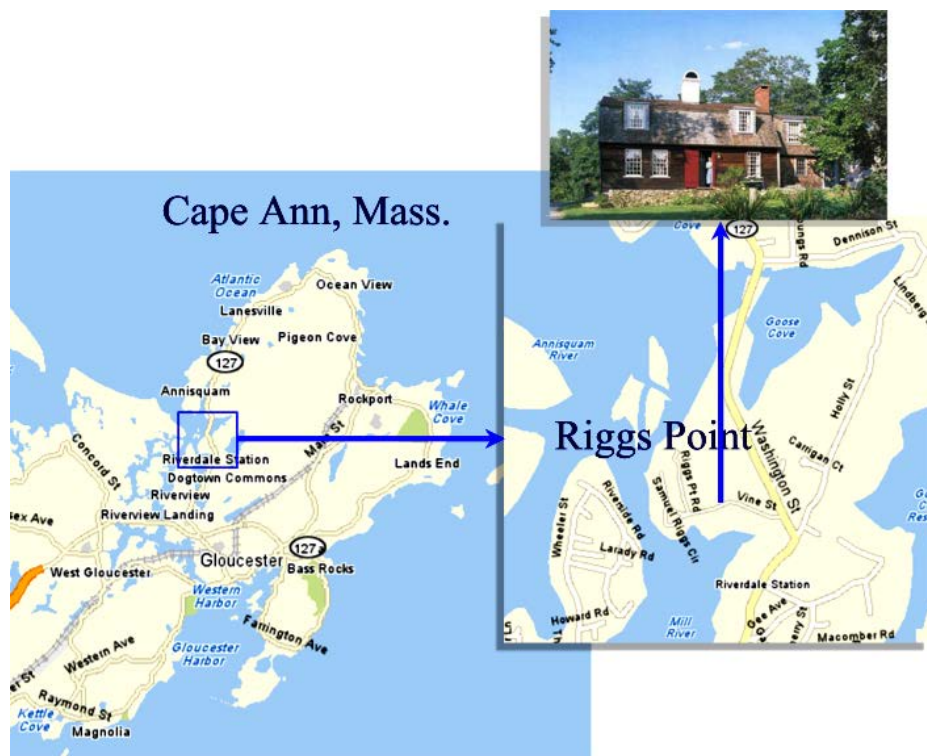 Cape Ann, Mass.
Atlantic
Ocean
Ocean View
Lanesville
Bay View
Pigeon Cove
127
Annisquam
Rockport
Whale
Cove
Main St
Concord St
Riverdale Station
Lands End
Dogtown Commons
Riverview
Riverview Landing
Gloucester
127
Bass Rocks
West Gloucester
Western
Harbor
Farrington Ave
Gloucester
Harbor
Western Ave
Raymond St
Kettle
Cove
Magnolia
Cove
127
Dennison St
Goose
Cove
Annisquam
River
Holly St
Riggs Point
Washington St
Carrigan Ct
Riggs Pt Rd
Samuel Riggs Cir
Vine St
Wheeler St
Riverside Rd
Larady Rd
Riverdale Station
Howard Rd
Mill
River
Gee Ave
Macomber Rd